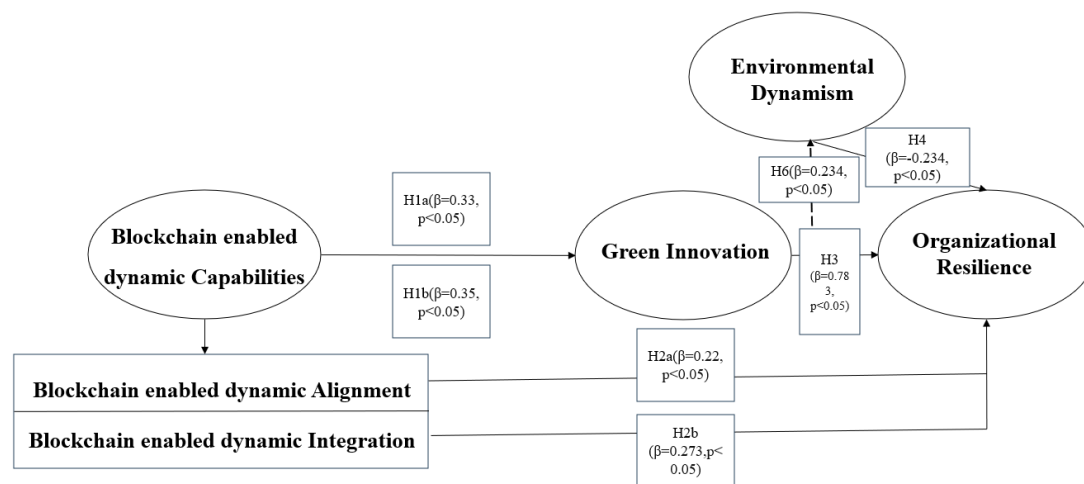 Environmental
Dynamism
H4
(β=-0.234,
p<0.05)
H6(β=0.234,
p<0.05)
H1a(β=0.33,
p<0.05)
Blockchain enabled
dynamic Capabilities
Green Innovation
Organizational
Resilience
H3
(β=0.78
3,
p<0.05)
H1b(β=0.35,
p<0.05)
H2a(β=0.22,
p<0.05)
Blockchain enabled dynamic Alignment
Blockchain enabled dynamic Integration
H2b
(β=0.273,p<
0.05)